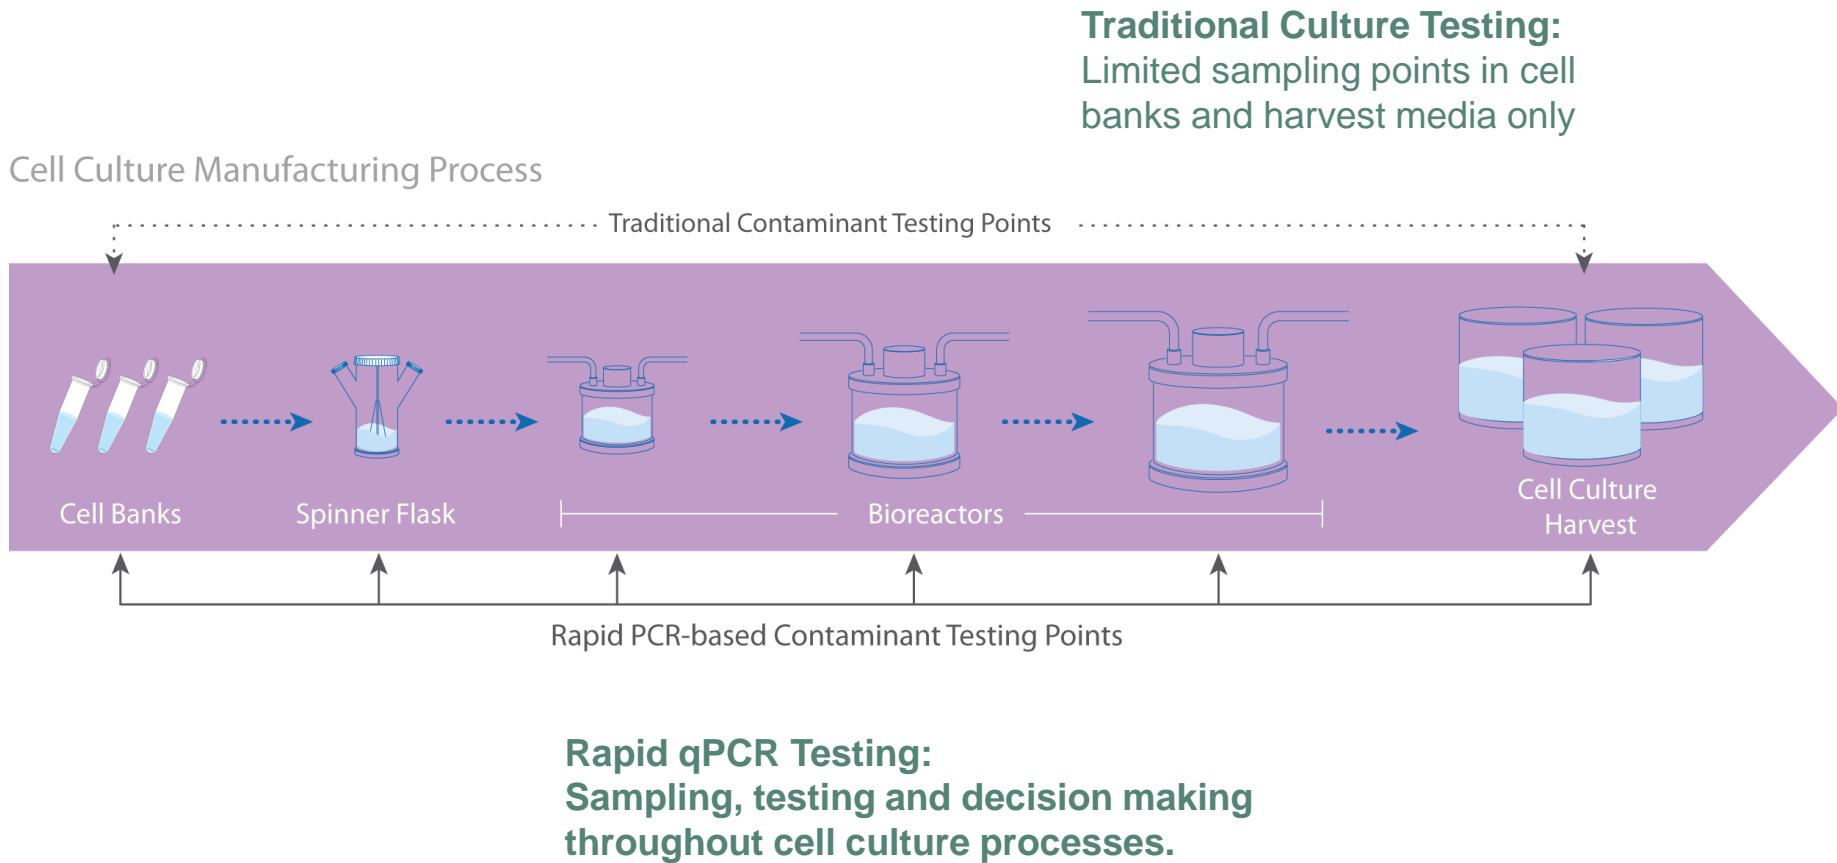 Traditional Culture Testing:
Limited sampling points in cell
banks and harvest media only
Cell Culture Manufacturing Process
Traditional Contaminant Testing Points
Cell Banks
Spinner Flask
Bioreactors
Cell Culture
Harvest
Rapid PCR-based Contaminant Testing Points
Rapid qPCR Testing:
Sampling, testing and decision making
throughout cell culture processes.